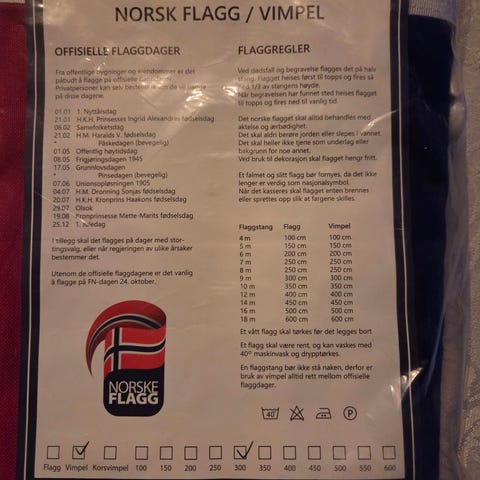 NORSK FLAGG / VIMPEL
OFFISIELLE FLAGGDAGER
Fra offentlige bygninger og eiendommer er det
påbudt å flagge på offisielle flaggdager.
Privatpersoner kan selv bestemme om de vil flagge
på disse dagene.
01.01 1. Nyttårsdag
21.01 H.K.H. Prinsesses Ingrid Alexandras fødselsdag
06.02 Samefolketsdag
21.02 H.M. Haralds V. fødselsdag
* Påskedagen (bevegelig)
01.05 Offentlig høytidsdag
08.05 Frigjøringsdagen 1945
17.05 Grunnlovsdagen
* Pinsedagen (bevegelig)
07.06 Unionsoppløsningen 1905
04.07 H.M. Dronning Sonjas fødselsdag
20.07 H.K.H. Kronprins Haakons fødselsdag
29.07 Olsok
19.08 Kronprinsesse Mette-Marits fødselsdag
25.12 1. Juledag
I tillegg skal det flagges på dager med stor-
tingsvalg, eller når regjeringen av ulike årsaker
bestemmer det.
Utenom de offisielle flaggdagene er det vanlig
å flagge på FN-dagen 24. oktober.
NORSKE
FLAGG
FLAGGREGLER
Ved dødsfall og begravelse flagges det på halv
stang. Flagget heises først til topps og fires så
ned 1/3 av stangens høyde.
Når begravelsen har funnet sted heises flagget
til topps og fires ned til vanlig tid.
Det norske flagget skal alltid behandles med
aktelse og ærbødighet.
Det skal aldri berøre jorden eller slepes i vannet.
Det skal heller ikke tjene som underlag eller
bakgrunn for noe annet.
Ved bruk til dekorasjon skal flagget hengr fritt.
Et falmet og slitt flagg bør fornyes, da det ikke
lenger er verdig som nasjonalsymbol.
Når det kasseres skal flagget enten brennes
eller sprettes opp slik at fargene skilles.
Flaggstang Flagg Vimpel
4 m 100 cm 100 cm
5 m 150 cm 150 cm
6 m 200 cm 200 cm
7 m 250 cm 250 cm
8 m 250 cm 250 cm
9 m 300 cm 300 cm
10 m 350 cm 350 cm
12 m 400 cm 400 cm
14 m 450 cm 450 cm
16 m 500 cm 500 cm
18 m 600 cm 600 cm
Et vått flagg skal tørkes før det legges bort
Et flagg skal være rent, og kan vaskes med
40° maskinvask og drypptørkes.
En flaggstang bør ikke stå naken, derfor er
bruk av vimpel alltid rett mellom offisielle
flaggdager.
40 P
Flagg Vimpel Korsvimpel 100 150 200 250 300 350 400 450 500 550 600